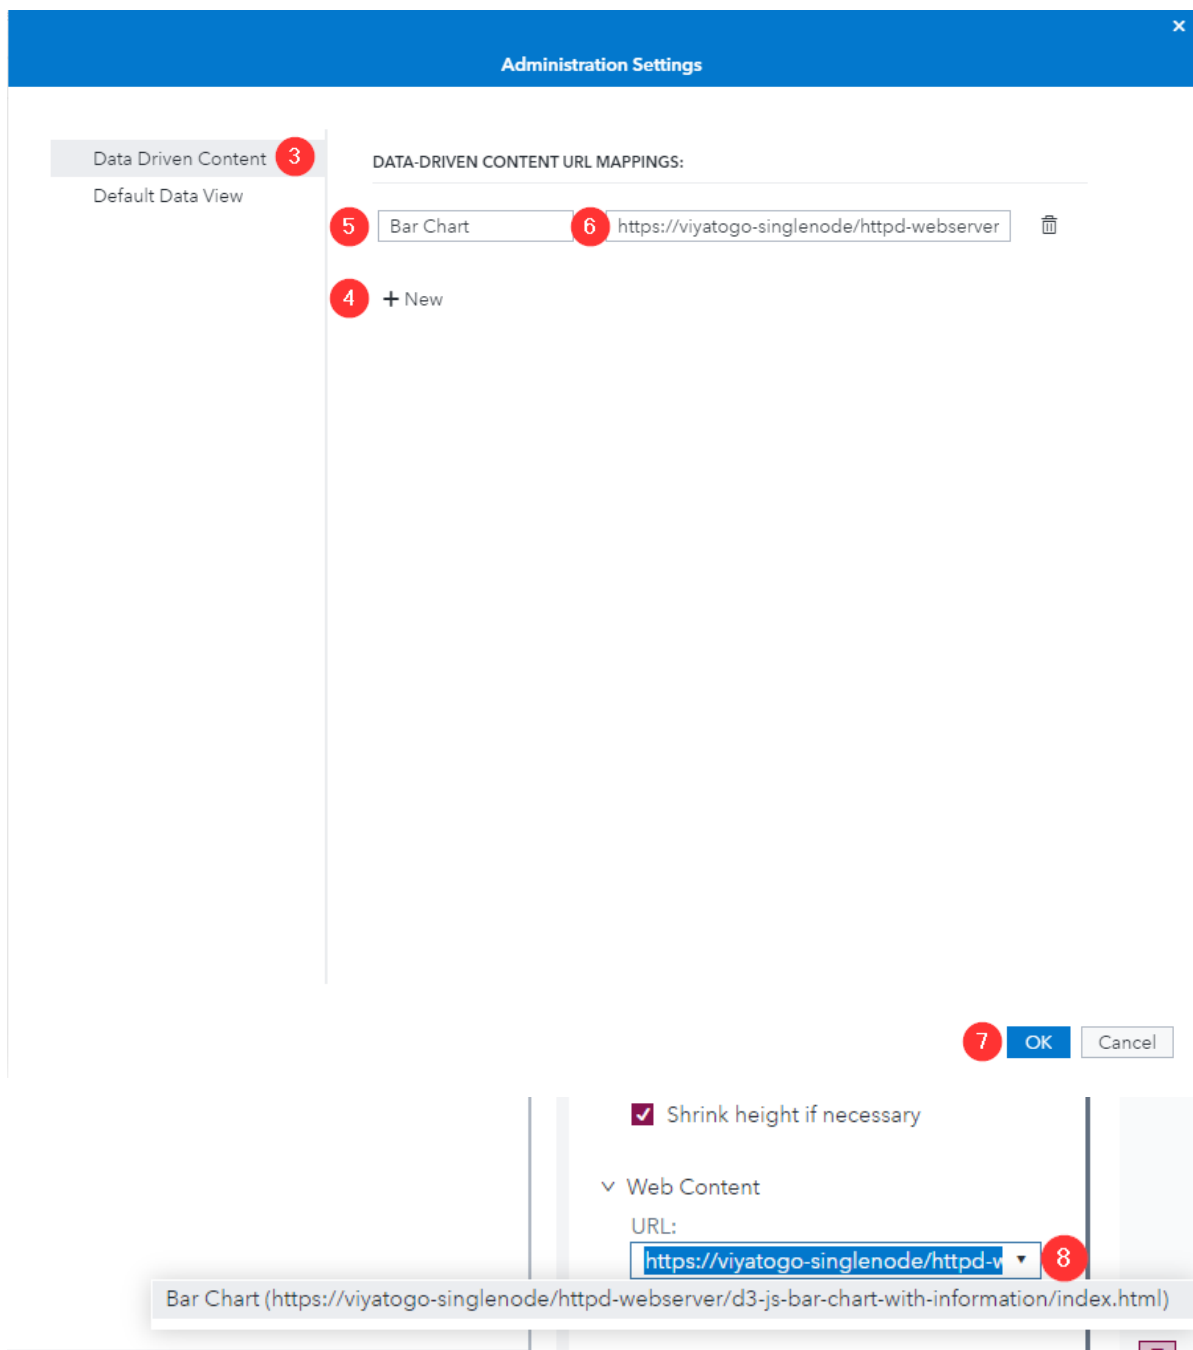 Administration Settings
Data Driven Content 3
Default Data View
DATA-DRIVEN CONTENT URL MAPPINGS:
5 Bar Chart 6 https://viyatogo-singlenode/httpd-webserver
4 + New
7 OK Cancel
Shrink height if necessary
Web Content
URL:
https://viyatogo-singlenode/httpd-w 8
Bar Chart (https://viyatogo-singlenode/httpd-webserver/d3-js-bar-chart-with-information/index.html)